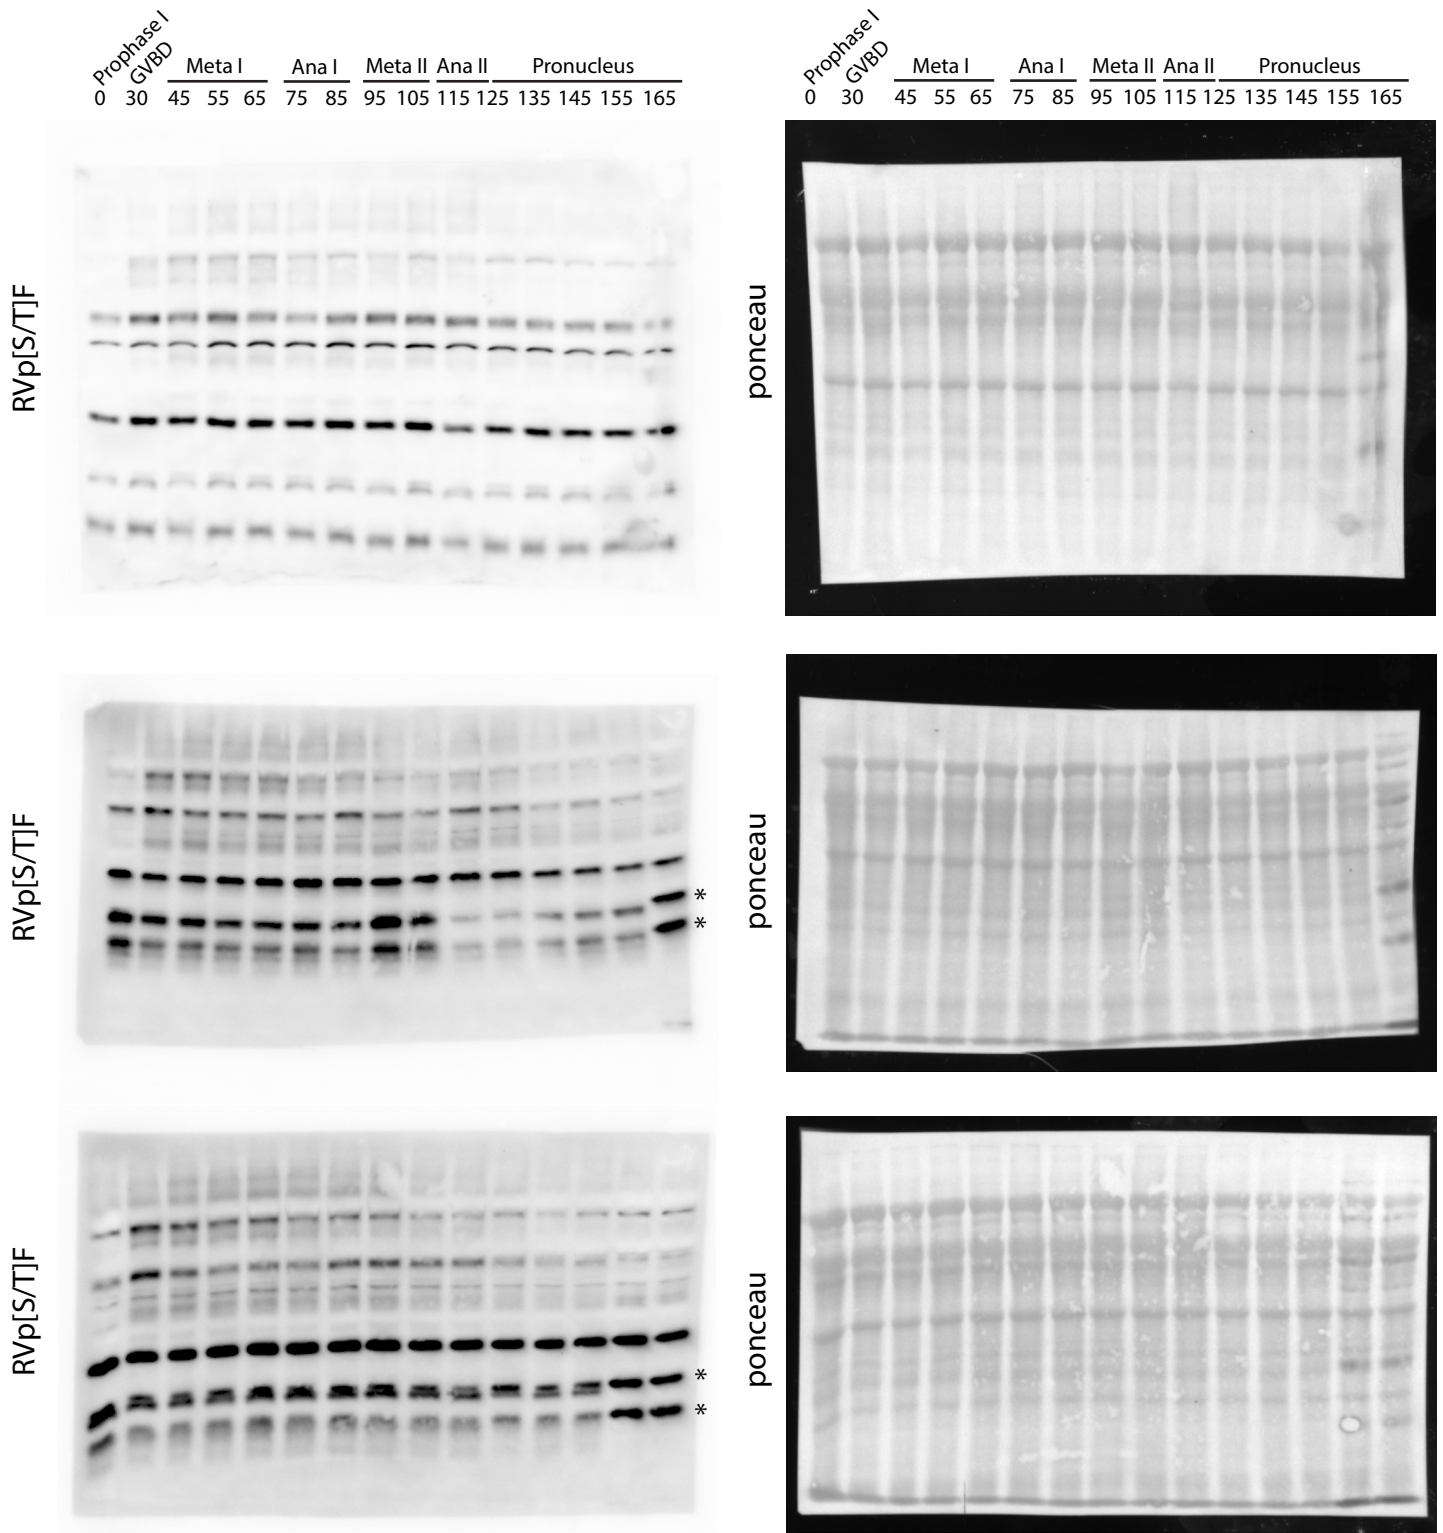 Prophase I GVBD Meta I Ana I Meta II Ana II Pronucleus
0 30 45 55 65 75 85 95 105 115 125 135 145 155 165
Prophase I GVBD Meta I Ana I Meta II Ana II Pronucleus
0 30 45 55 65 75 85 95 105 115 125 135 145 155 165
RVp[S/T]F
ponceau
RVp[S/T]F
*
*
ponceau
RVp[S/T]F
*
*
ponceau